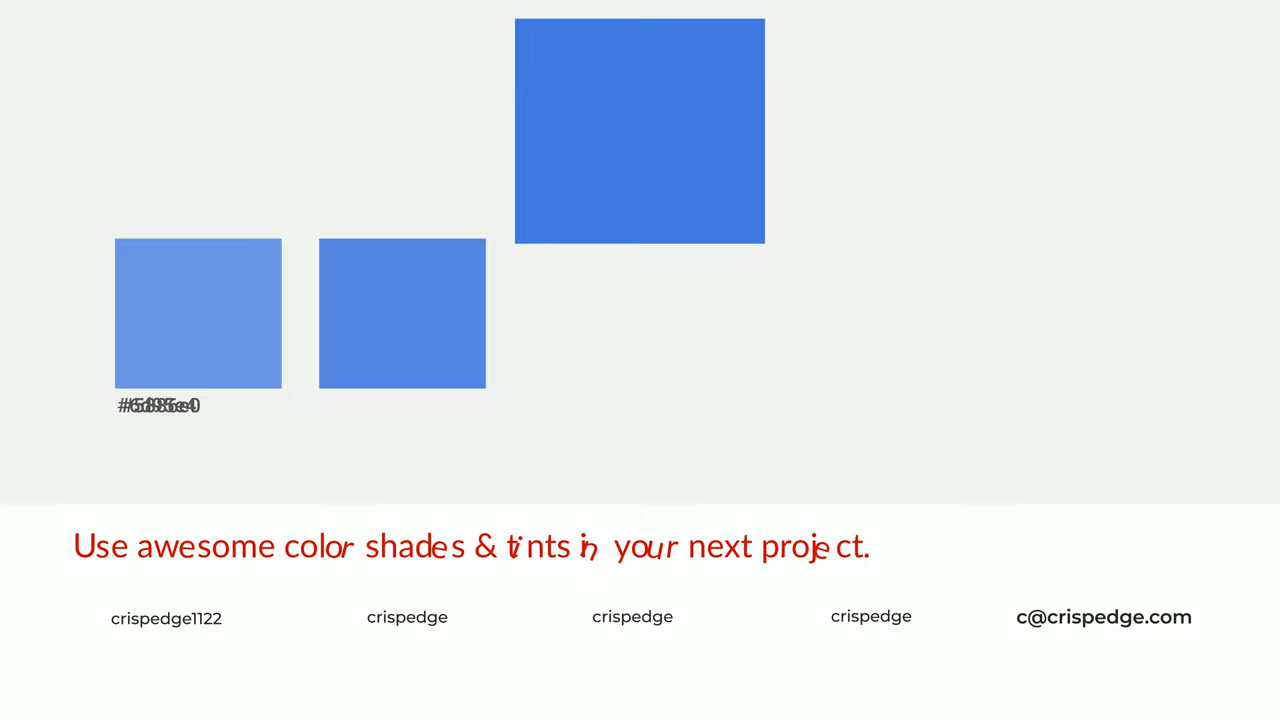 Use awesome color shades & tints in your next project.
crispedge1122 crispedge crispedge crispedge c@crispedge.com